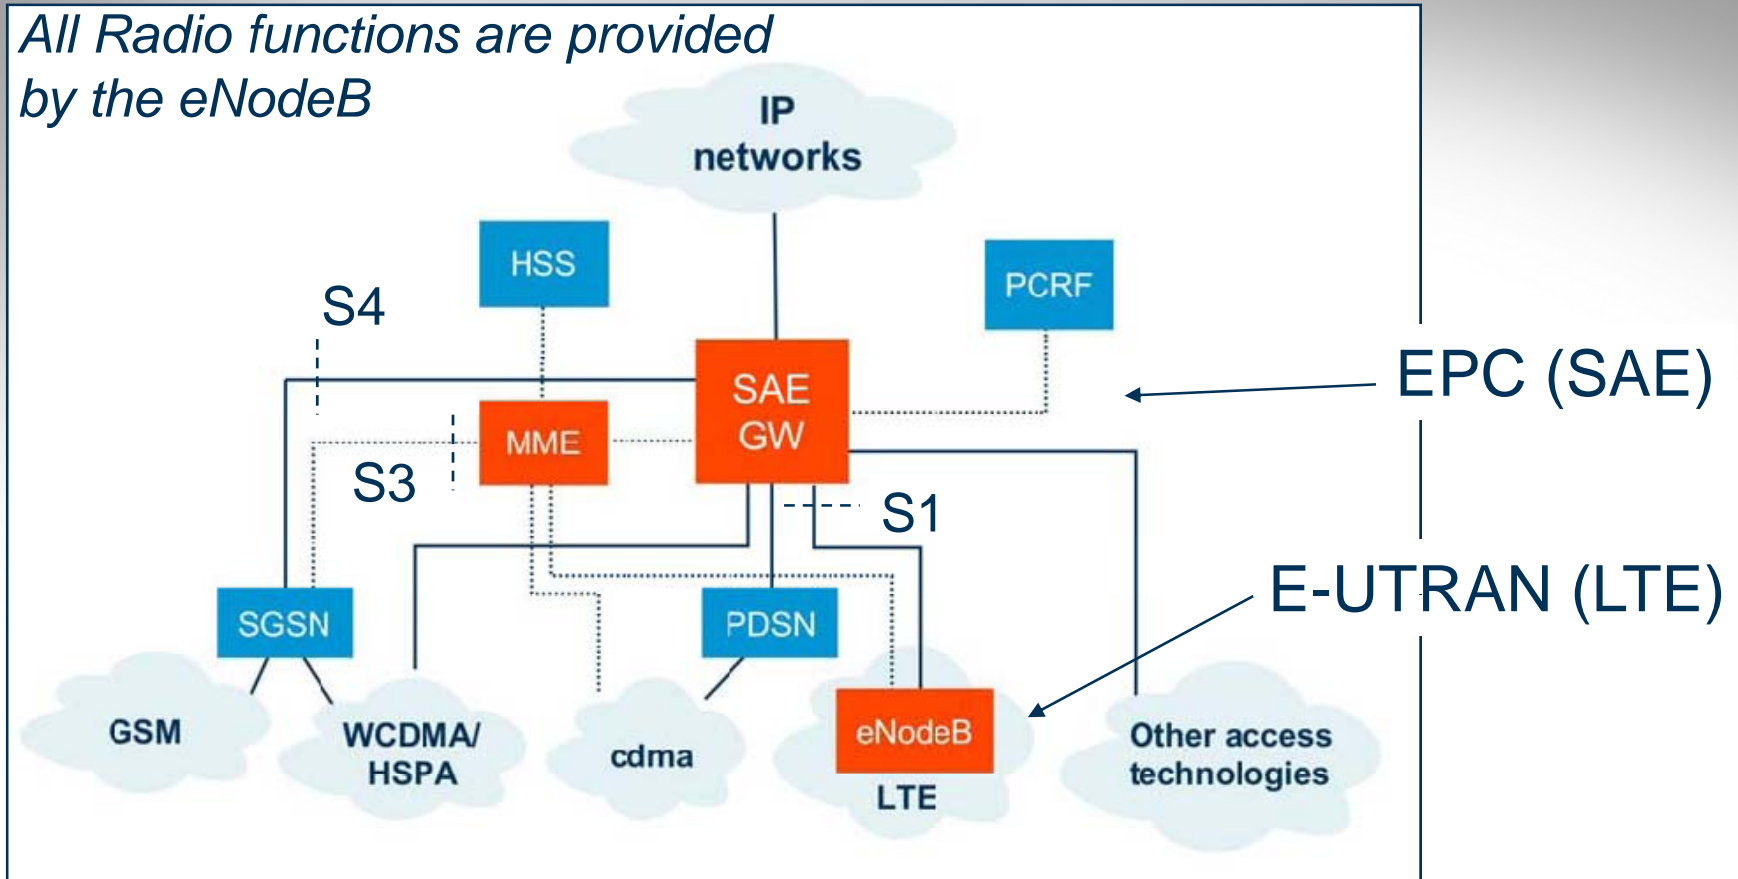 All Radio functions are provided
by the eNodeB
IP
networks
HSS
PCRF
S4
SAE
GW
EPC (SAE)
MME
S3
S1
E-UTRAN (LTE)
SGSN
PDSN
GSM
WCDMA/
HSPA
cdma
eNodeB
LTE
Other access
technologies